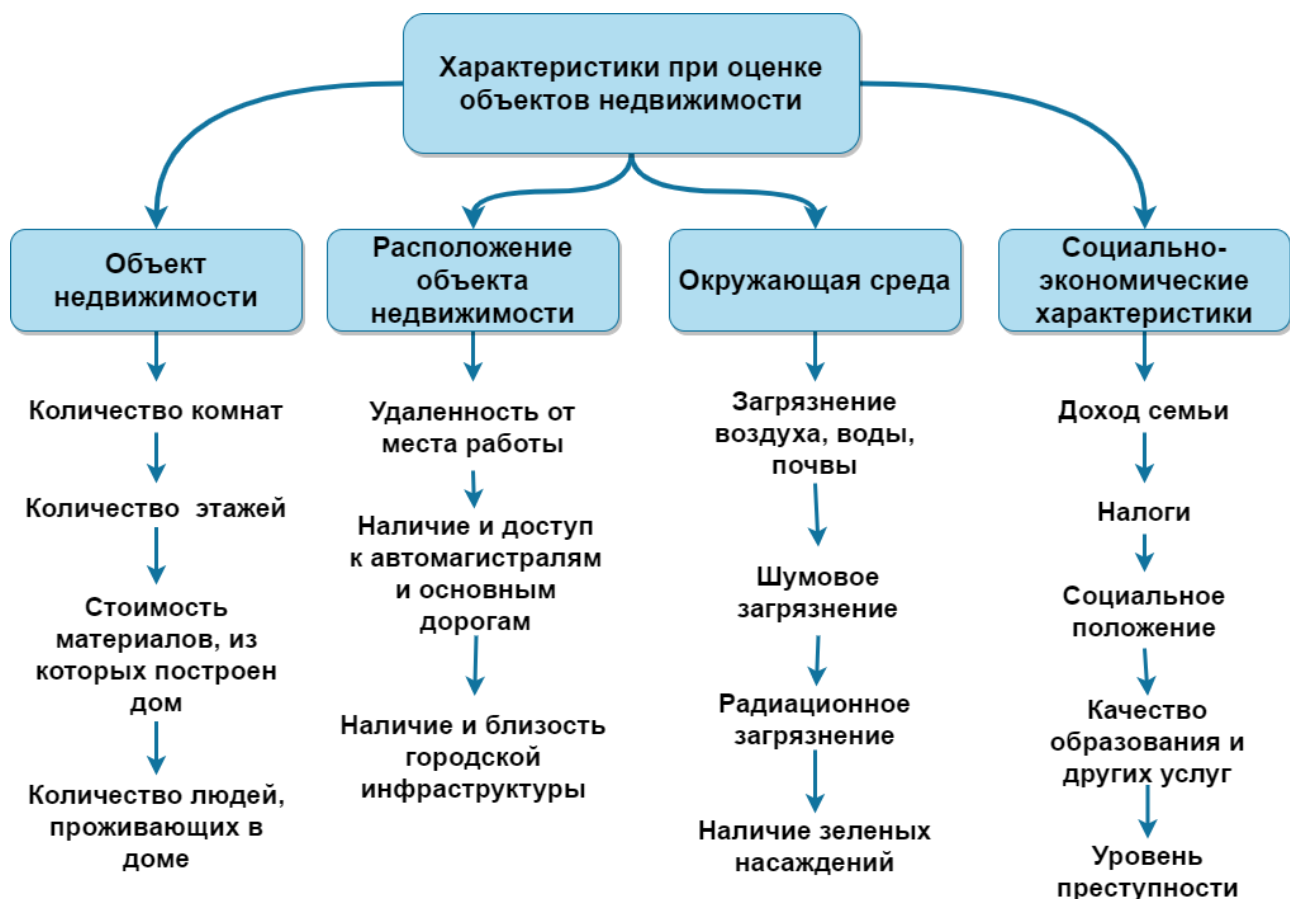 Характеристики при оценке
объектов недвижимости
Объект
недвижимости
Количество комнат
Количество этажей
Стоимость
материалов, из
которых построен
дом
Количество людей,
проживающих в
доме
Расположение
объекта
недвижимости
Удаленность от
места работы
Наличие и доступ
к автомагистралям
и основным
дорогам
Наличие и близость
городской
инфраструктуры
Окружающая среда
Загрязнение
воздуха, воды,
почвы
Шумовое
загрязнение
Радиационное
загрязнение
Наличие зеленых
насаждений
Социально-
экономические
характеристики
Доход семьи
Налоги
Социальное
положение
Качество
образования и
других услуг
Уровень
преступности